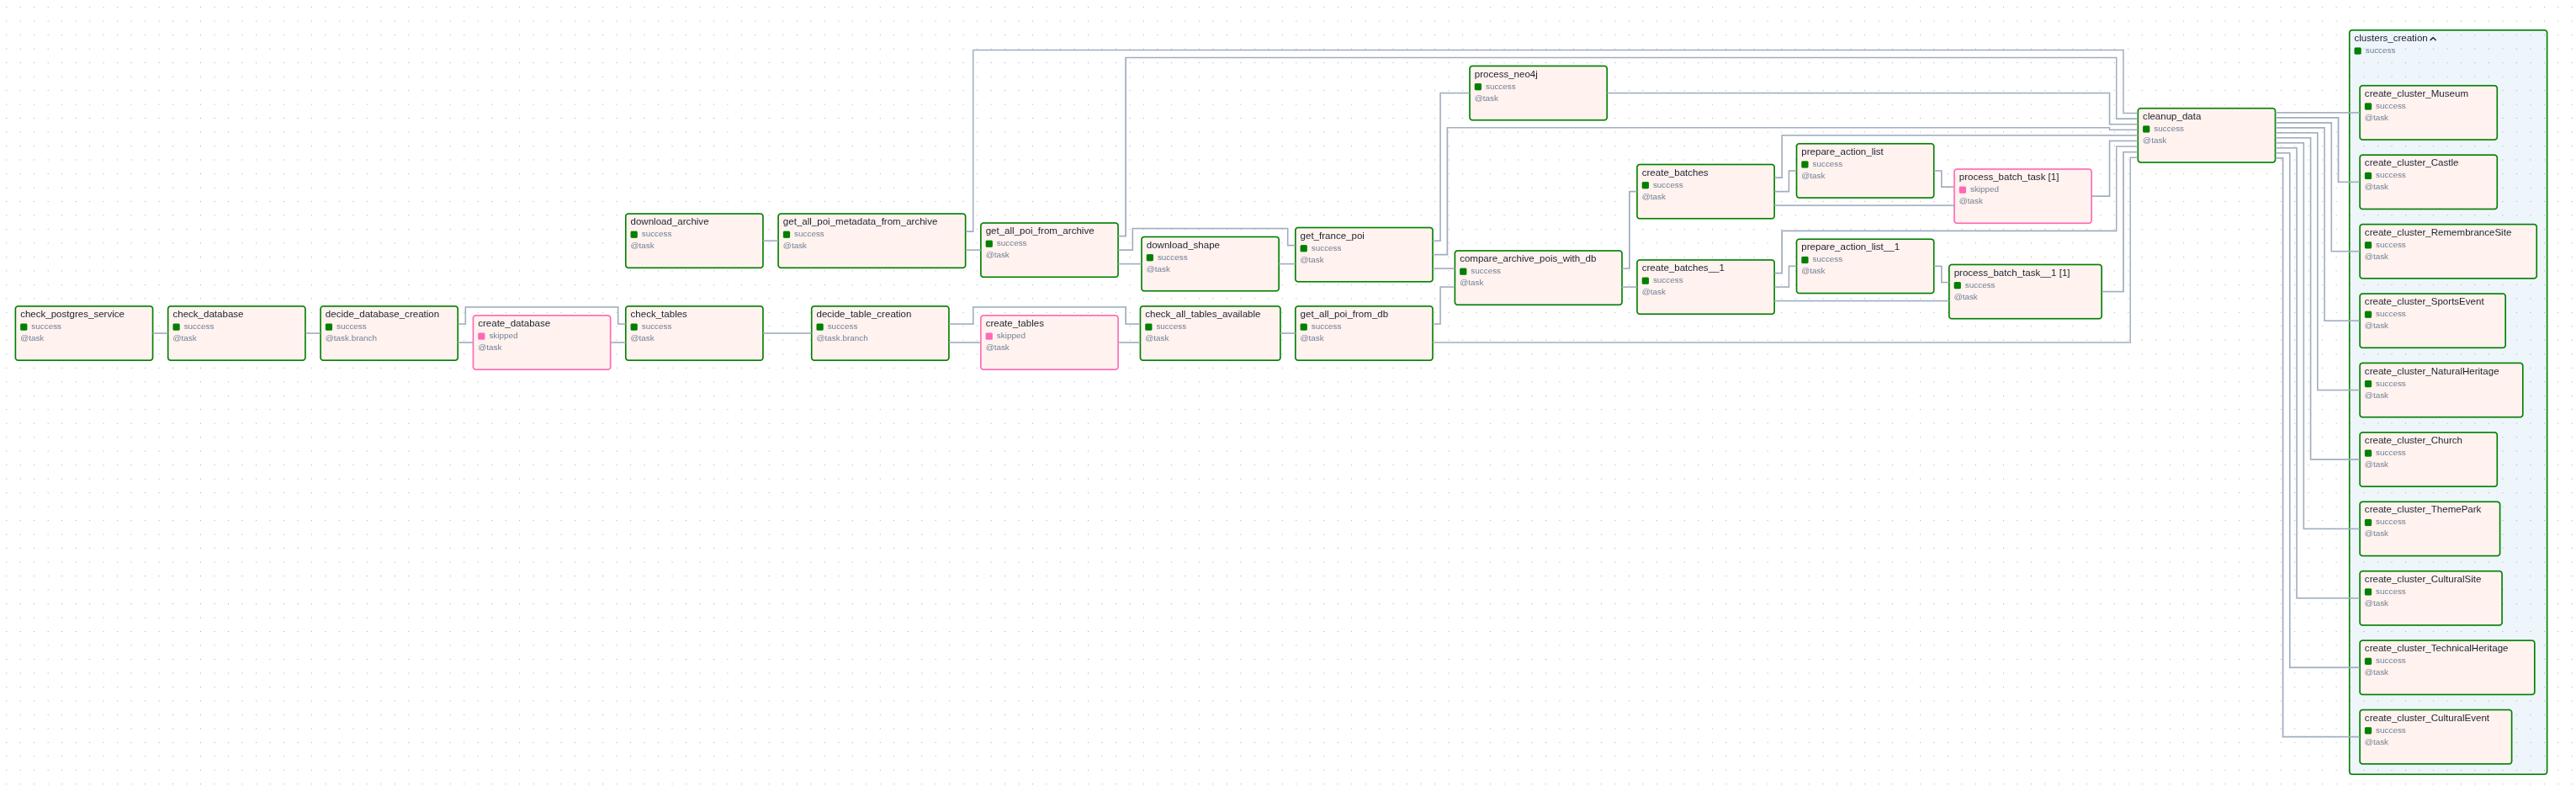 clusters_creation
success
process_neo4j
success
@task
create_cluster_Museum
success
@task
cleanup_data
success
@task
prepare_action_list
success
@task
create_cluster_Castle
success
@task
create_batches
success
@task
process_batch_task [1]
skipped
@task
download_archive
success
@task
get_all_poi_metadata_from_archive
success
@task
get_all_poi_from_archive
success
@task
download_shape
success
@task
get_france_poi
success
@task
create_cluster_RemembranceSite
success
@task
compare_archive_pois_with_db
success
@task
prepare_action_list__1
success
@task
create_batches__1
success
@task
process_batch_task__1 [1]
success
@task
create_cluster_SportsEvent
success
@task
check_postgres_service
success
@task
check_database
success
@task
decide_database_creation
success
@task.branch
create_database
skipped
@task
check_tables
success
@task
decide_table_creation
success
@task.branch
create_tables
skipped
@task
check_all_tables_available
success
@task
get_all_poi_from_db
success
@task
create_cluster_NaturalHeritage
success
@task
create_cluster_Church
success
@task
create_cluster_ThemePark
success
@task
create_cluster_CulturalSite
success
@task
create_cluster_TechnicalHeritage
success
@task
create_cluster_CulturalEvent
success
@task